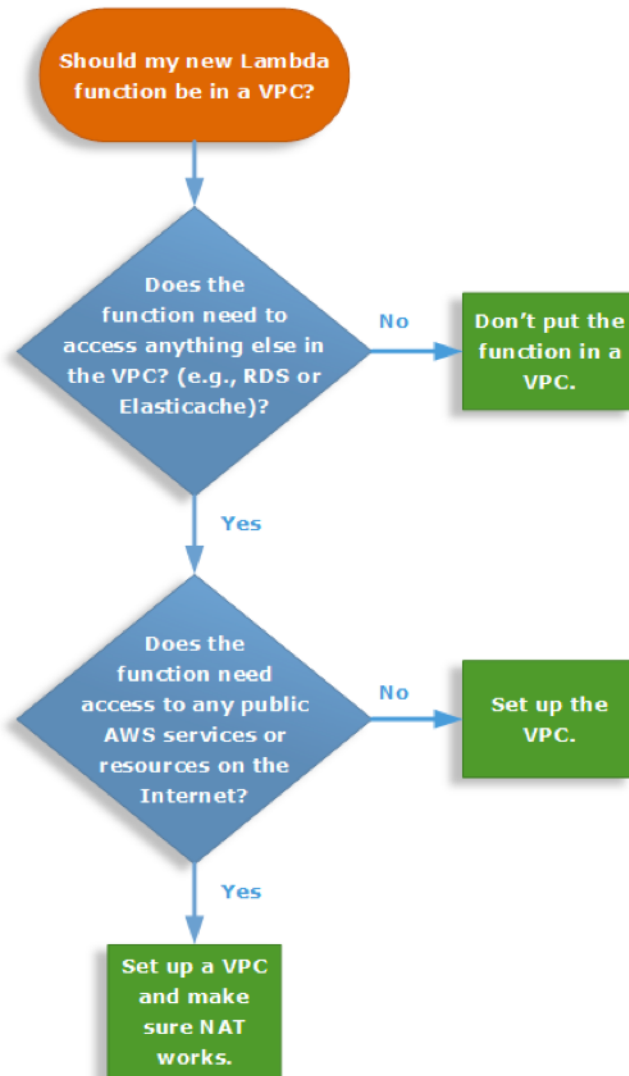 Should my new Lambda
function be in a VPC?
Does the
function need to
access anything else in
the VPC? (e.g., RDS or
Elasticache)?
No
Don’t put the
function in a
VPC.
Yes
Does the
function need
access to any public
AWS services or
resources on the
Internet?
No
Set up the
VPC.
Yes
Set up a VPC
and make
sure NAT
works.